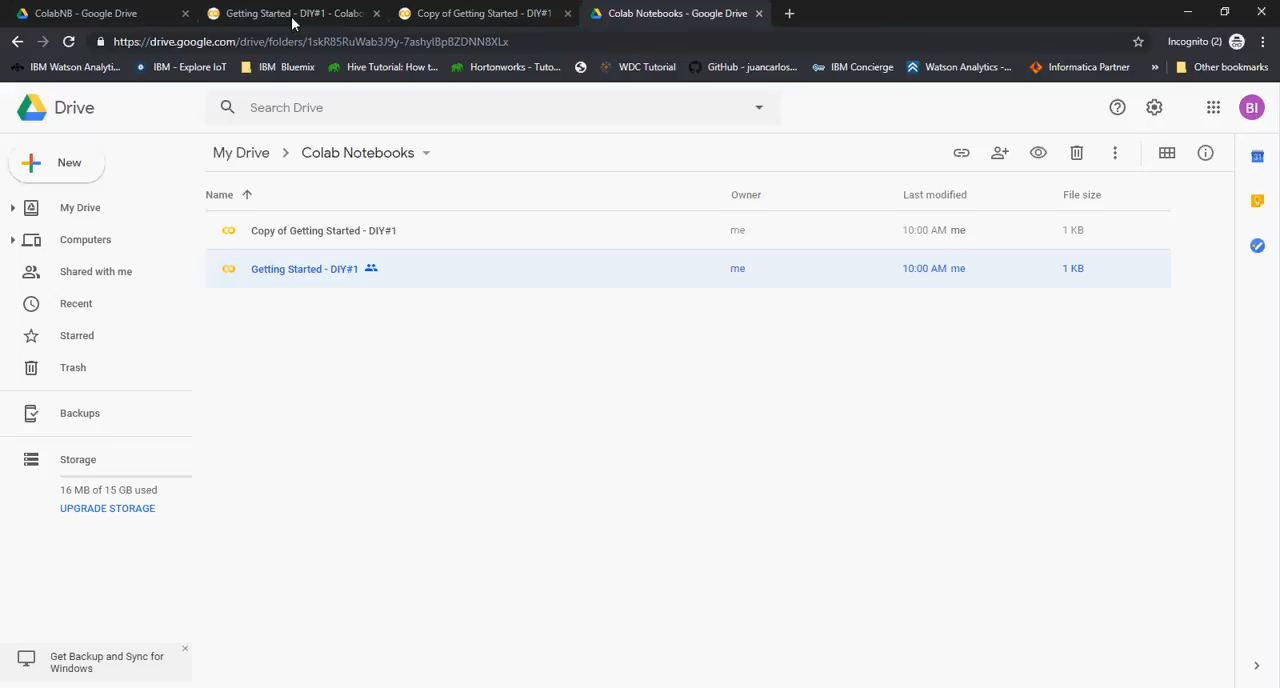 ColabNB - Google Drive
Getting Started - DIY#1 - Colabo
Copy of Getting Started - DIY#1
Colab Notebooks - Google Drive
https://drive.google.com/drive/folders/1skR85RuWab3J9y-7ashyIBpBZDNN8XLx
Incognito (2)
IBM Watson Analyti...
IBM - Explore IoT
IBM Bluemix
Hive Tutorial: How t...
Hortonworks - Tuto...
WDC Tutorial
GitHub - juancarlos...
IBM Concierge
Watson Analytics -...
Informatica Partner
»
Other bookmarks
Drive
Search Drive
BI
New
My Drive
Colab Notebooks
31
Name
Owner
Last modified
File size
Copy of Getting Started - DIY#1
me
10:00 AM me
1 KB
Getting Started - DIY#1
me
10:00 AM me
1 KB
My Drive
Computers
Shared with me
Recent
Starred
Trash
Backups
Storage
16 MB of 15 GB used
UPGRADE STORAGE
Get Backup and Sync for
Windows